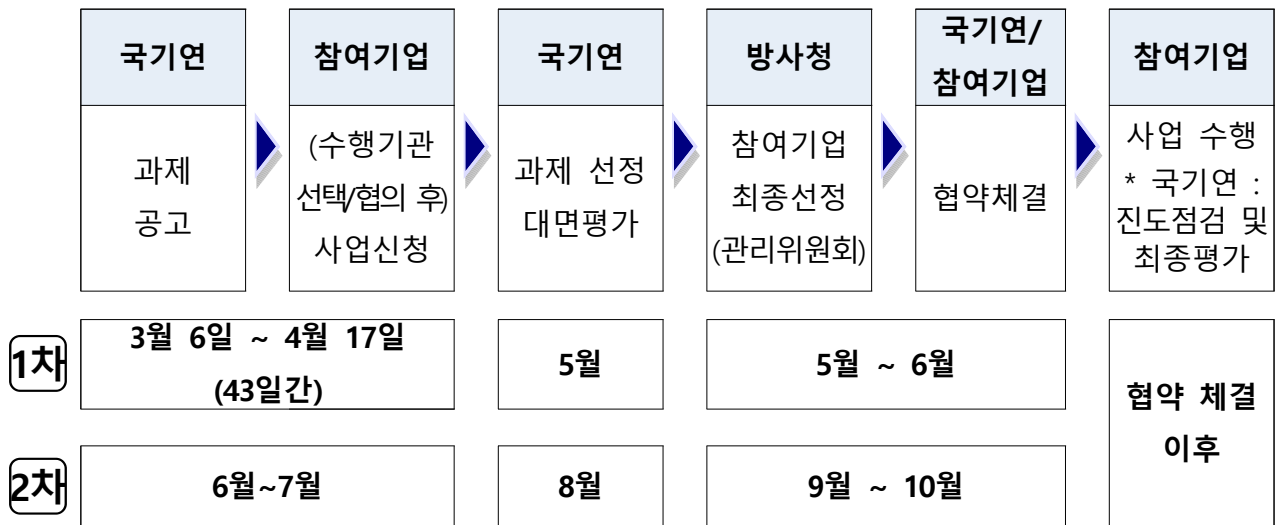 국기연
참여기업
국기연
방사청
국기연/
참여기업
참여기업
과제
공고
(수행기관
선택/협의 후)
사업신청
과제 선정
대면평가
참여기업
최종선정
(관리위원회)
협약체결
사업 수행
* 국기연 :
진도점검 및
최종평가
1차
3월 6일 ~ 4월 17일
(43일간)
5월
5월 ~ 6월
협약 체결
이후
2차
6월~7월
8월
9월 ~ 10월